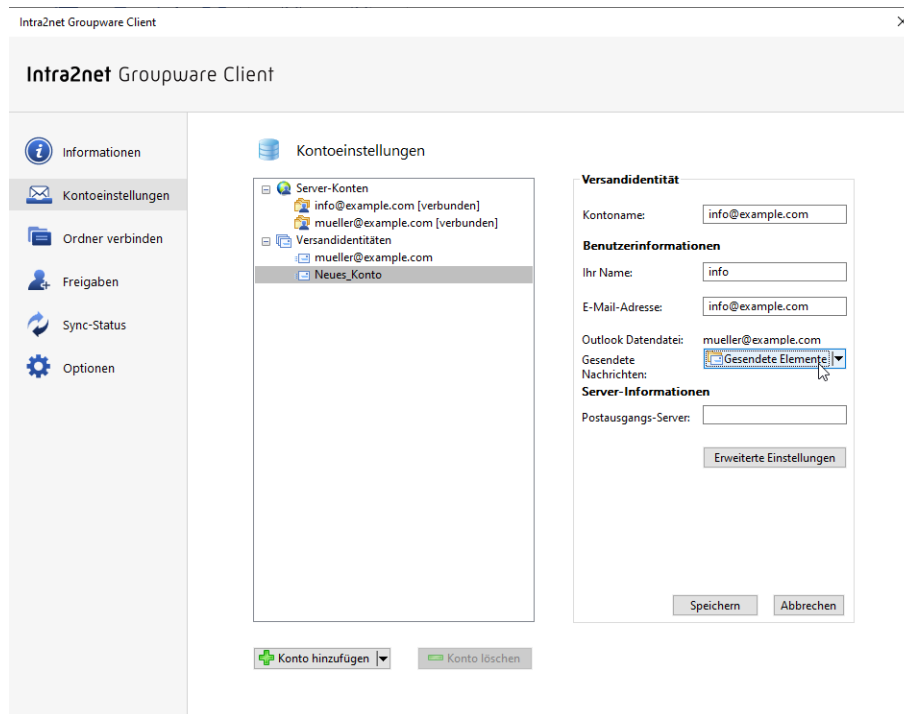 Intra2net Groupware Client
Intra2net Groupware Client
Informationen
Kontoeinstellungen
Ordner verbinden
Freigaben
Sync-Status
Optionen
Kontoeinstellungen
Server-Konten
info@example.com [verbunden]
mueller@example.com [verbunden]
Versandidentitäten
mueller@example.com
Neues_Konto
Konto hinzufügen
Konto löschen
Versandidentität
Kontoname: info@example.com
Benutzerinformationen
Ihr Name: info
E-Mail-Adresse: info@example.com
Outlook Datendatei: mueller@example.com
Gesendete
Nachrichten: Gesendete Elemente
Server-Informationen
Postausgangs-Server:
Erweiterte Einstellungen
Speichern Abbrechen